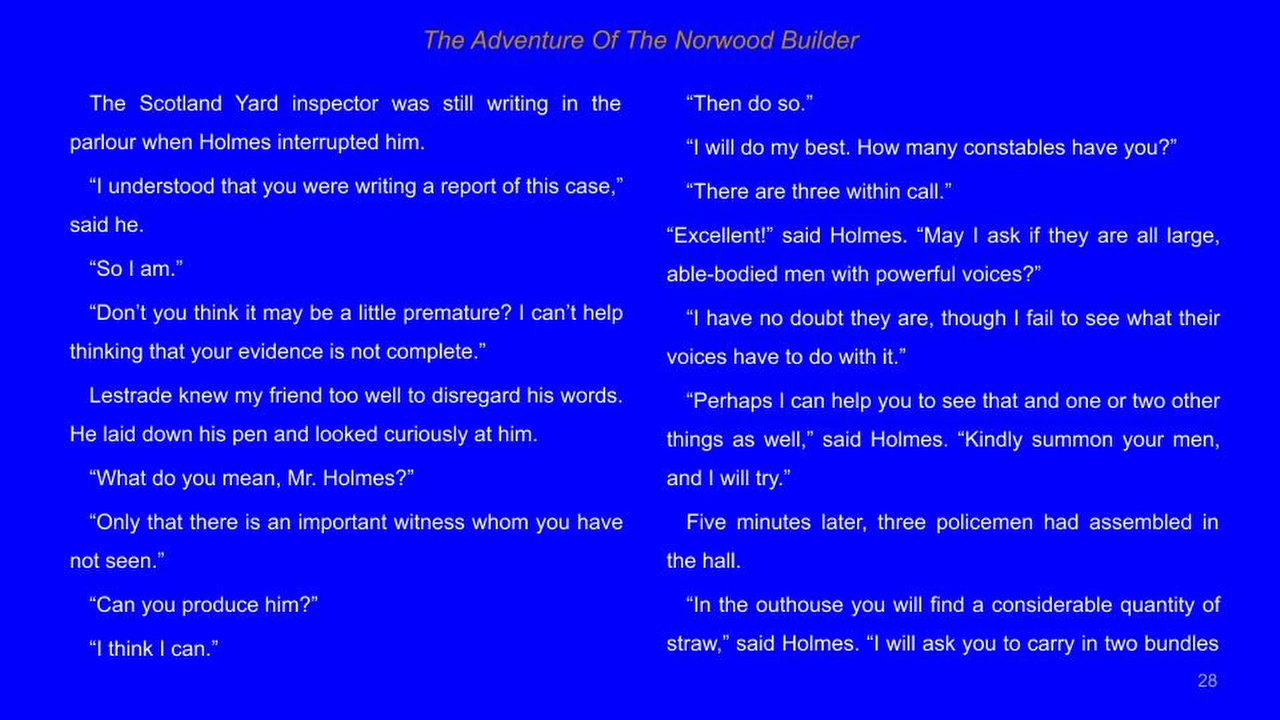 The Adventure Of The Norwood Builder
The Scotland Yard inspector was still writing in the
parlour when Holmes interrupted him.
“I understood that you were writing a report of this case,”
said he.
“So I am.”
“Don’t you think it may be a little premature? I can’t help
thinking that your evidence is not complete.”
Lestrade knew my friend too well to disregard his words.
He laid down his pen and looked curiously at him.
“What do you mean, Mr. Holmes?”
“Only that there is an important witness whom you have
not seen.”
“Can you produce him?”
“I think I can.”
“Then do so.”
“I will do my best. How many constables have you?”
“There are three within call.”
“Excellent!” said Holmes. “May I ask if they are all large,
able-bodied men with powerful voices?”
“I have no doubt they are, though I fail to see what their
voices have to do with it.”
“Perhaps I can help you to see that and one or two other
things as well,” said Holmes. “Kindly summon your men,
and I will try.”
Five minutes later, three policemen had assembled in
the hall.
“In the outhouse you will find a considerable quantity of
straw,” said Holmes. “I will ask you to carry in two bundles
28